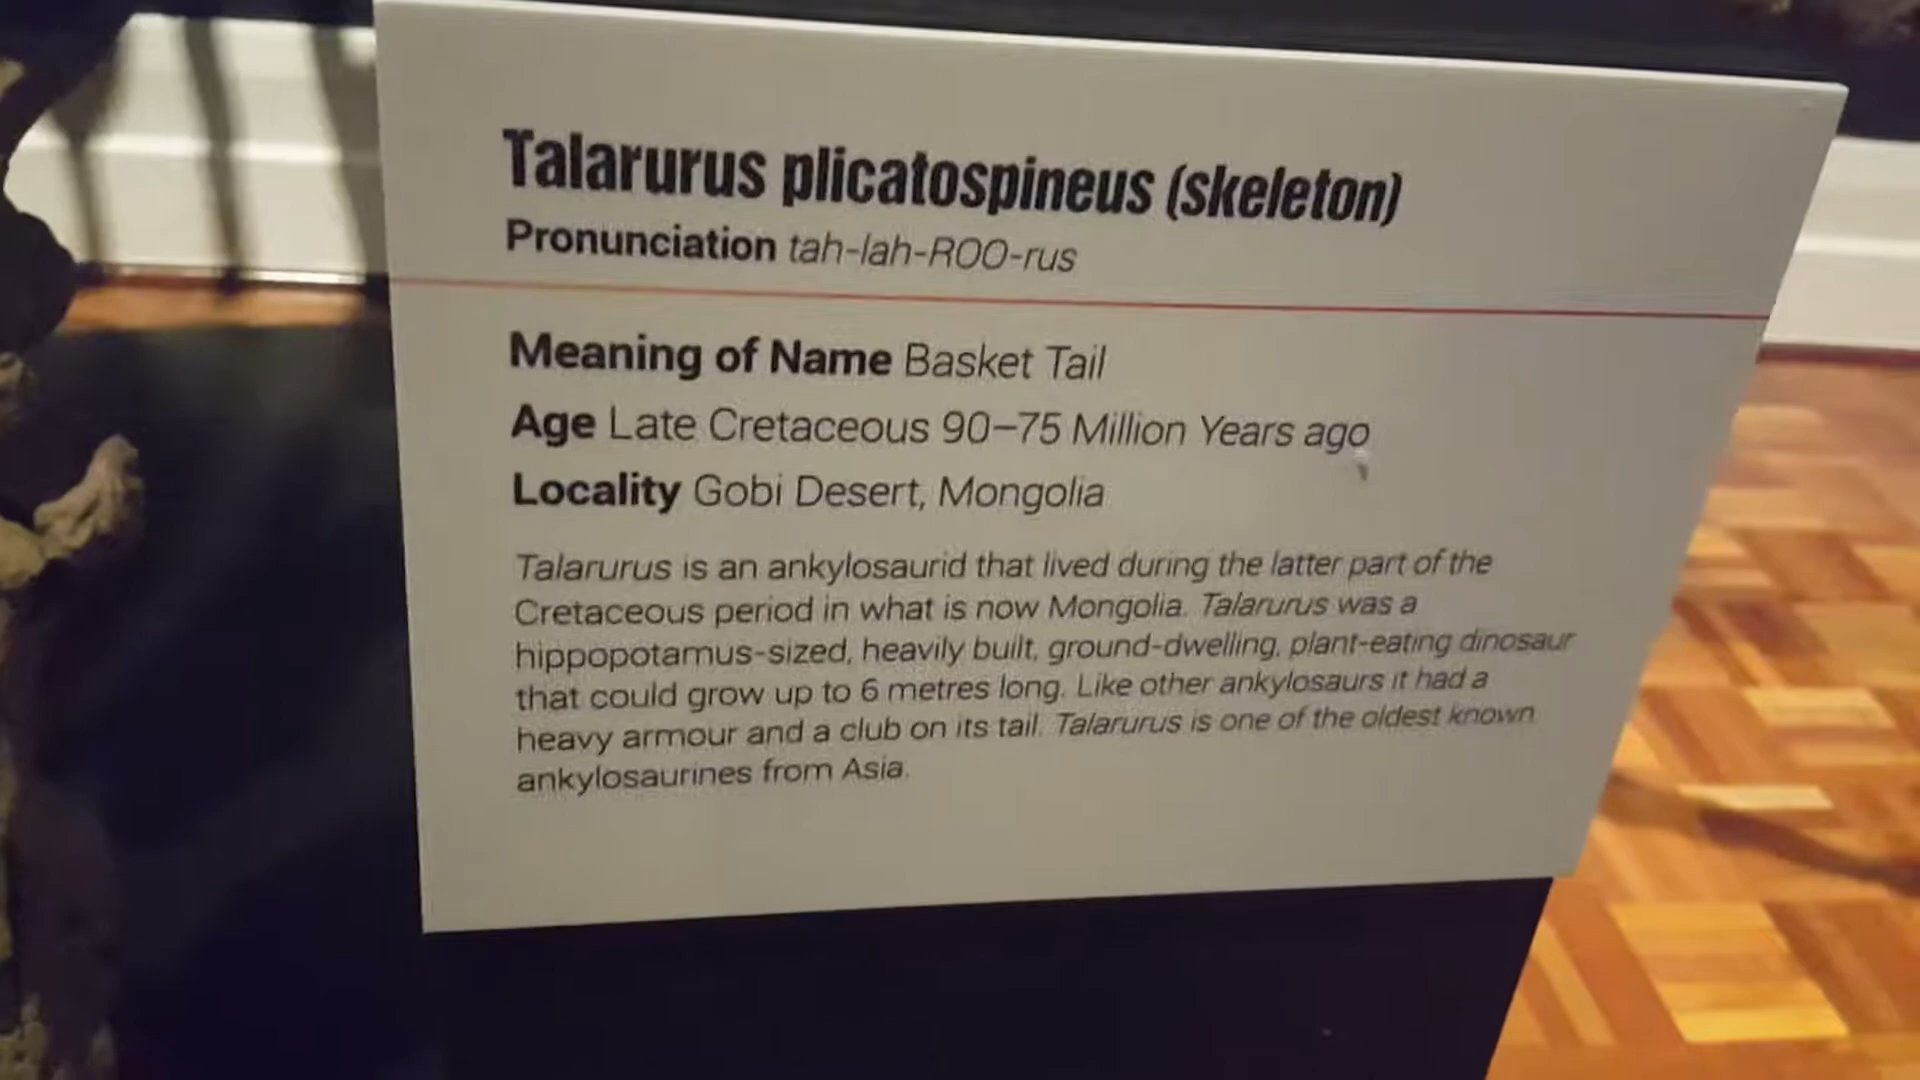 Talarurus plicatospineus (skeleton)
Pronunciation tah-lah-ROO-rus
Meaning of Name Basket Tail
Age Late Cretaceous 90–75 Million Years ago
Locality Gobi Desert, Mongolia
Talarurus is an ankylosaurid that lived during the latter part of the
Cretaceous period in what is now Mongolia. Talarurus was a
hippopotamus-sized, heavily built, ground-dwelling, plant-eating dinosaur
that could grow up to 6 metres long. Like other ankylosaurs it had a
heavy armour and a club on its tail. Talarurus is one of the oldest known
ankylosaurines from Asia.